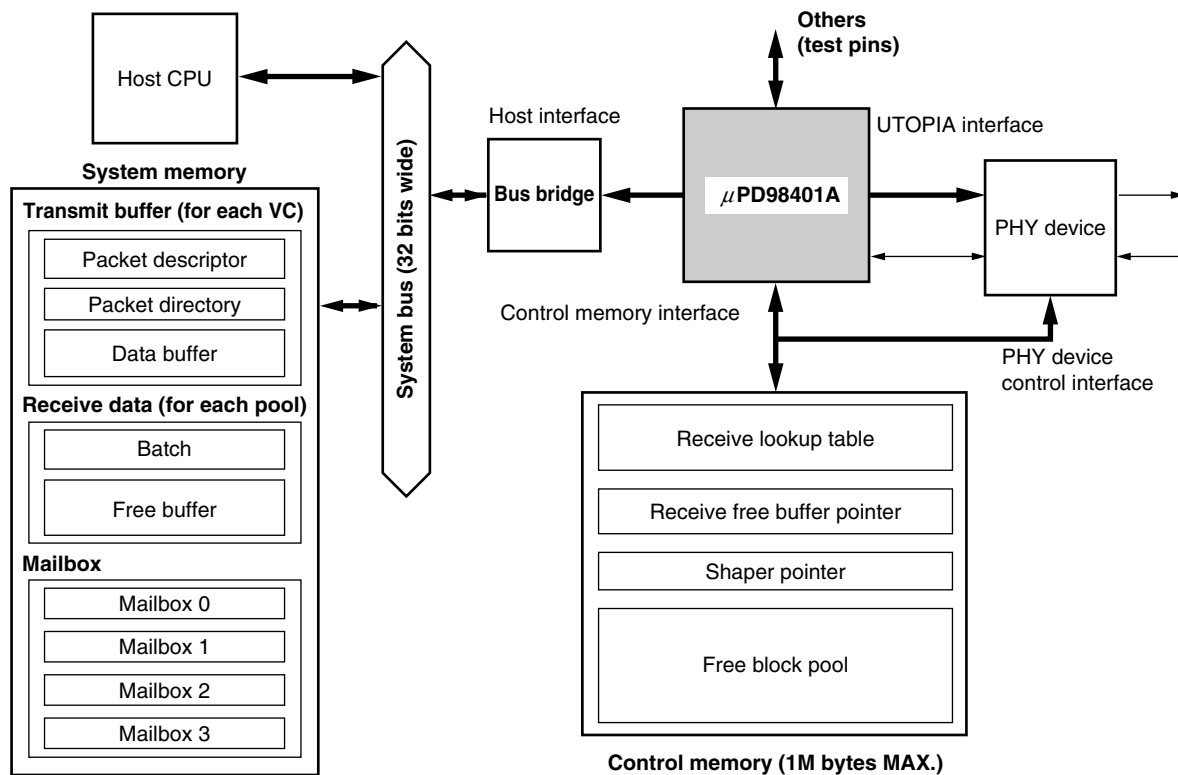 Others
(test pins)
Host CPU
Host interface
UTOPIA interface
System memory
System bus (32 bits wide)
Bus bridge
µPD98401A
PHY device
Transmit buffer (for each VC)
Packet descriptor
Packet directory
Data buffer
Control memory interface
PHY device
control interface
Receive data (for each pool)
Batch
Free buffer
Mailbox
Mailbox 0
Mailbox 1
Mailbox 2
Mailbox 3
Receive lookup table
Receive free buffer pointer
Shaper pointer
Free block pool
Control memory (1M bytes MAX.)